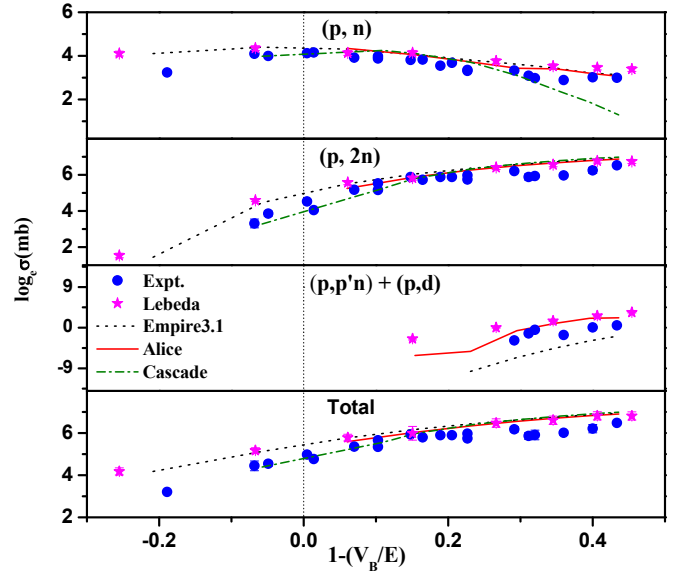 (p, n)
6
4
2
(p, 2n)
6
4
2
(p,p'n) + (p,d)
9
0
-9
Expt.
Lebeda
Empire3.1
Alice
Cascade
Total
6
4
2
-0.2
0.0
0.2
0.4
logₑσ(mb)
1-(V_B/E)